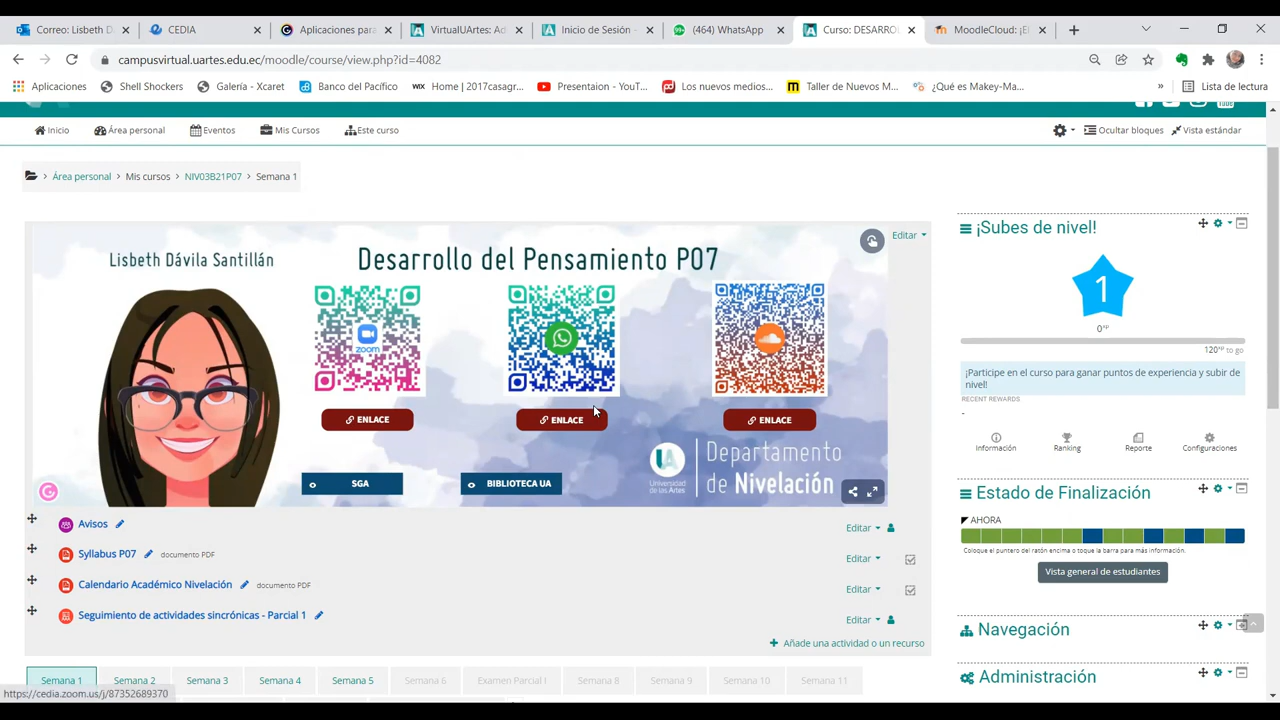 Correo: Lisbeth D
CEDIA
Aplicaciones para
VirtualUArtes: Ad
Inicio de Sesión
(464) WhatsApp
Curso: DESARROL
MoodleCloud: ¡El
campusvirtual.uartes.edu.ec/moodle/course/view.php?id=4082
Aplicaciones
Shell Shockers
Galería - Xcaret
Banco del Pacífico
WIX Home | 2017casagr...
Presentaion - YouT...
Los nuevos medios...
Taller de Nuevos M...
¿Qué es Makey-Ma...
»
Lista de lectura
Inicio
Área personal
Eventos
Mis Cursos
Este curso
Ocultar bloques
Vista estándar
Área personal > Mis cursos > NIV03B21P07 > Semana 1
Lisbeth Dávila Santillán
Desarrollo del Pensamiento P07
Editar
zoom
ENLACE
ENLACE
ENLACE
SGA
BIBLIOTECA UA
UA
Universidad
de las Artes
Departamento
de Nivelación
Avisos
Editar
Syllabus P07
documento PDF
Editar
Calendario Académico Nivelación
documento PDF
Editar
Seguimiento de actividades sincrónicas - Parcial 1
Editar
Añade una actividad o un recurso
Semana 1
Semana 2
Semana 3
Semana 4
Semana 5
Semana 6
Examen Parcial
Semana 8
Semana 9
Semana 10
Semana 11
https://cedia.zoom.us/j/87352689370
¡Subes de nivel!
1
0xp
120xp to go
¡Participe en el curso para ganar puntos de experiencia y subir de
nivel!
RECENT REWARDS
-
Información
Ranking
Reporte
Configuraciones
Estado de Finalización
AHORA
Coloque el puntero del ratón encima o toque la barra para más información.
Vista general de estudiantes
Navegación
Administración